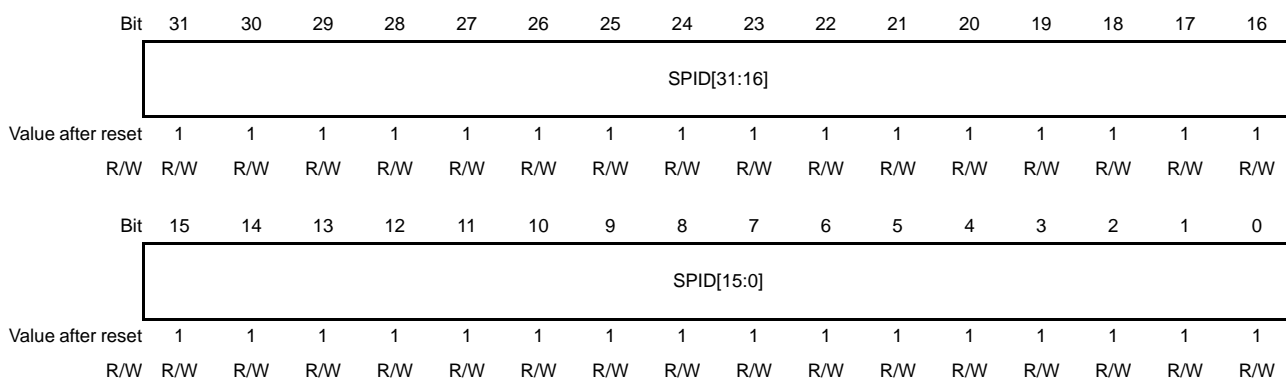 Bit 31 30 29 28 27 26 25 24 23 22 21 20 19 18 17 16
SPID[31:16]
Value after reset 1 1 1 1 1 1 1 1 1 1 1 1 1 1 1 1
R/W R/W R/W R/W R/W R/W R/W R/W R/W R/W R/W R/W R/W R/W R/W R/W R/W
Bit 15 14 13 12 11 10 9 8 7 6 5 4 3 2 1 0
SPID[15:0]
Value after reset 1 1 1 1 1 1 1 1 1 1 1 1 1 1 1 1
R/W R/W R/W R/W R/W R/W R/W R/W R/W R/W R/W R/W R/W R/W R/W R/W R/W